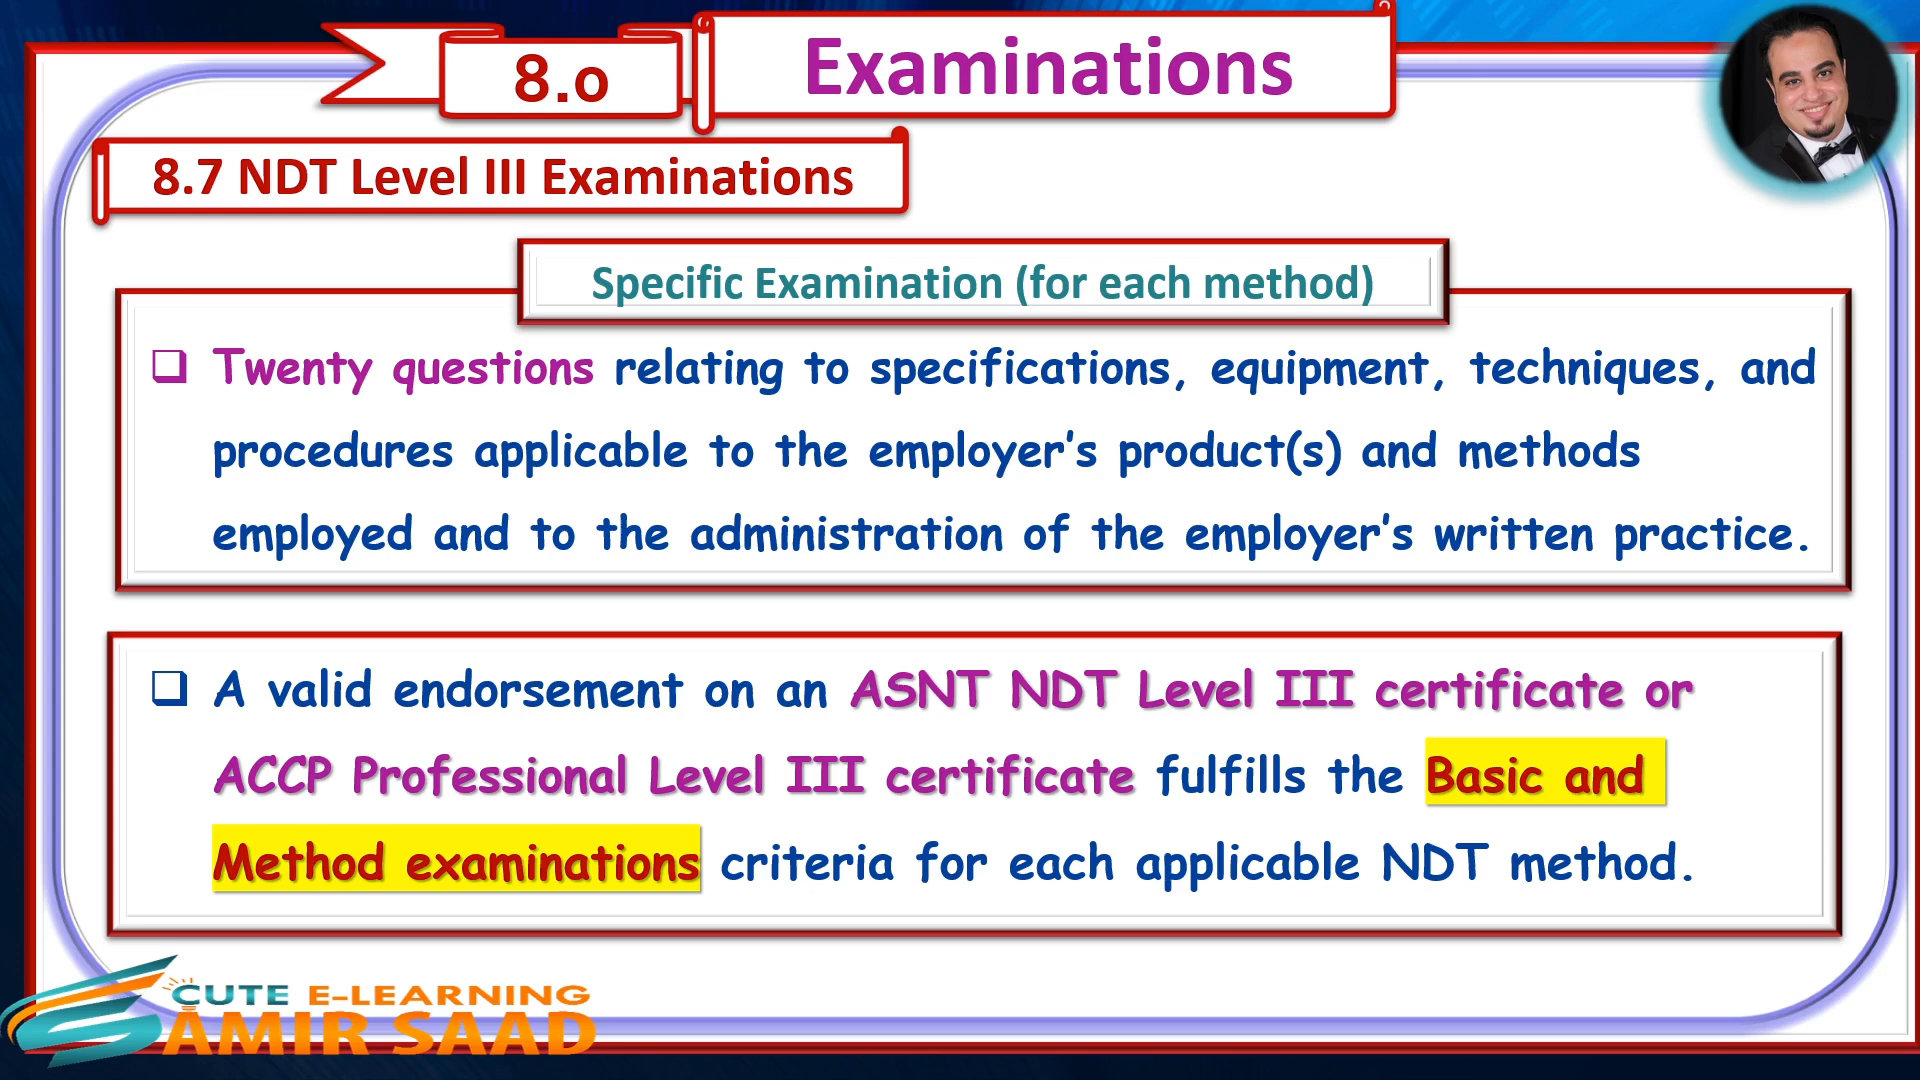 8.0
Examinations
8.7 NDT Level III Examinations
Specific Examination (for each method)
Twenty questions relating to specifications, equipment, techniques, and
procedures applicable to the employer's product(s) and methods
employed and to the administration of the employer's written practice.
A valid endorsement on an ASNT NDT Level III certificate or
ACCP Professional Level III certificate fulfills the Basic and
Method examinations criteria for each applicable NDT method.
CUTE E-LEARNING
AMIR SAAD